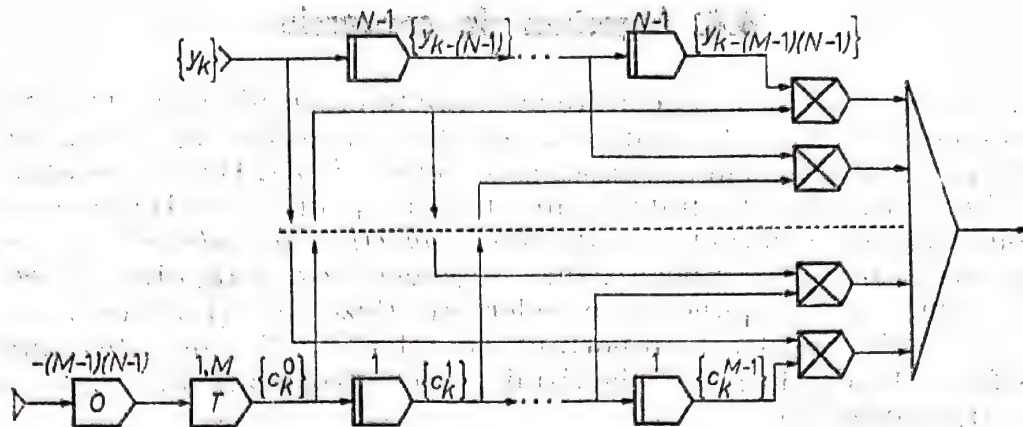 N-1
N-1
{y_k}
{y_{k-(N-1)}}
...
{y_{k-(M-1)(N-1)}}
-(M-1)(N-1)
0
1,M
T
{c_k^0}
1
{c_k^1}
...
1
{c_k^{M-1}}